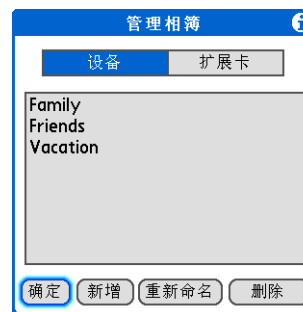 管理相簿
设备 扩展卡
Family
Friends
Vacation
确定 新增 重新命名 删除